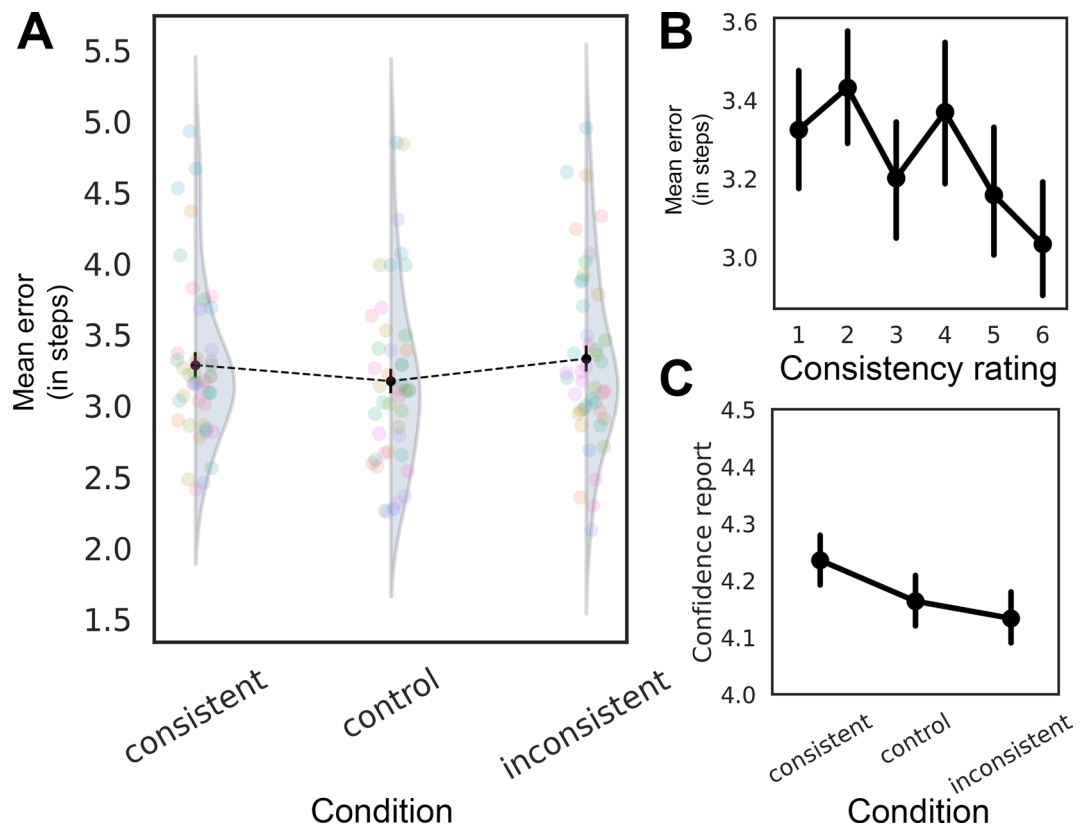 A
5.5
5.0
4.5
4.0
3.5
3.0
2.5
2.0
1.5
Mean error
(in steps)
consistent
control
inconsistent
Condition
B
3.6
3.4
3.2
3.0
Mean error
(in steps)
1 2 3 4 5 6
Consistency rating
C
4.5
4.4
4.3
4.2
4.1
4.0
Confidence report
consistent
control
inconsistent
Condition